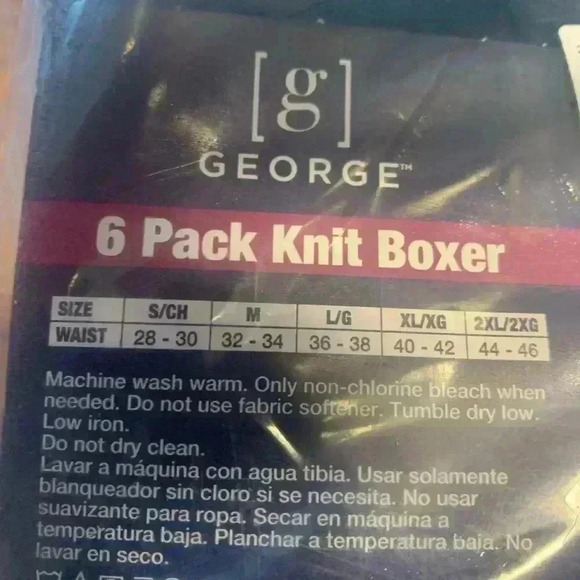 [g]
GEORGE™
6 Pack Knit Boxer
SIZE S/CH M L/G XL/XG 2XL/2XG
WAIST 28 - 30 32 - 34 36 - 38 40 - 42 44 - 46
Machine wash warm. Only non-chlorine bleach when
needed. Do not use fabric softener. Tumble dry low.
Low iron.
Do not dry clean.
Lavar a máquina con agua tibia. Usar solamente
blanqueador sin cloro si se necesita. No usar
suavizante para ropa. Secar en máquina a
temperatura baja. Planchar a temperatura baja. No
lavar en seco.